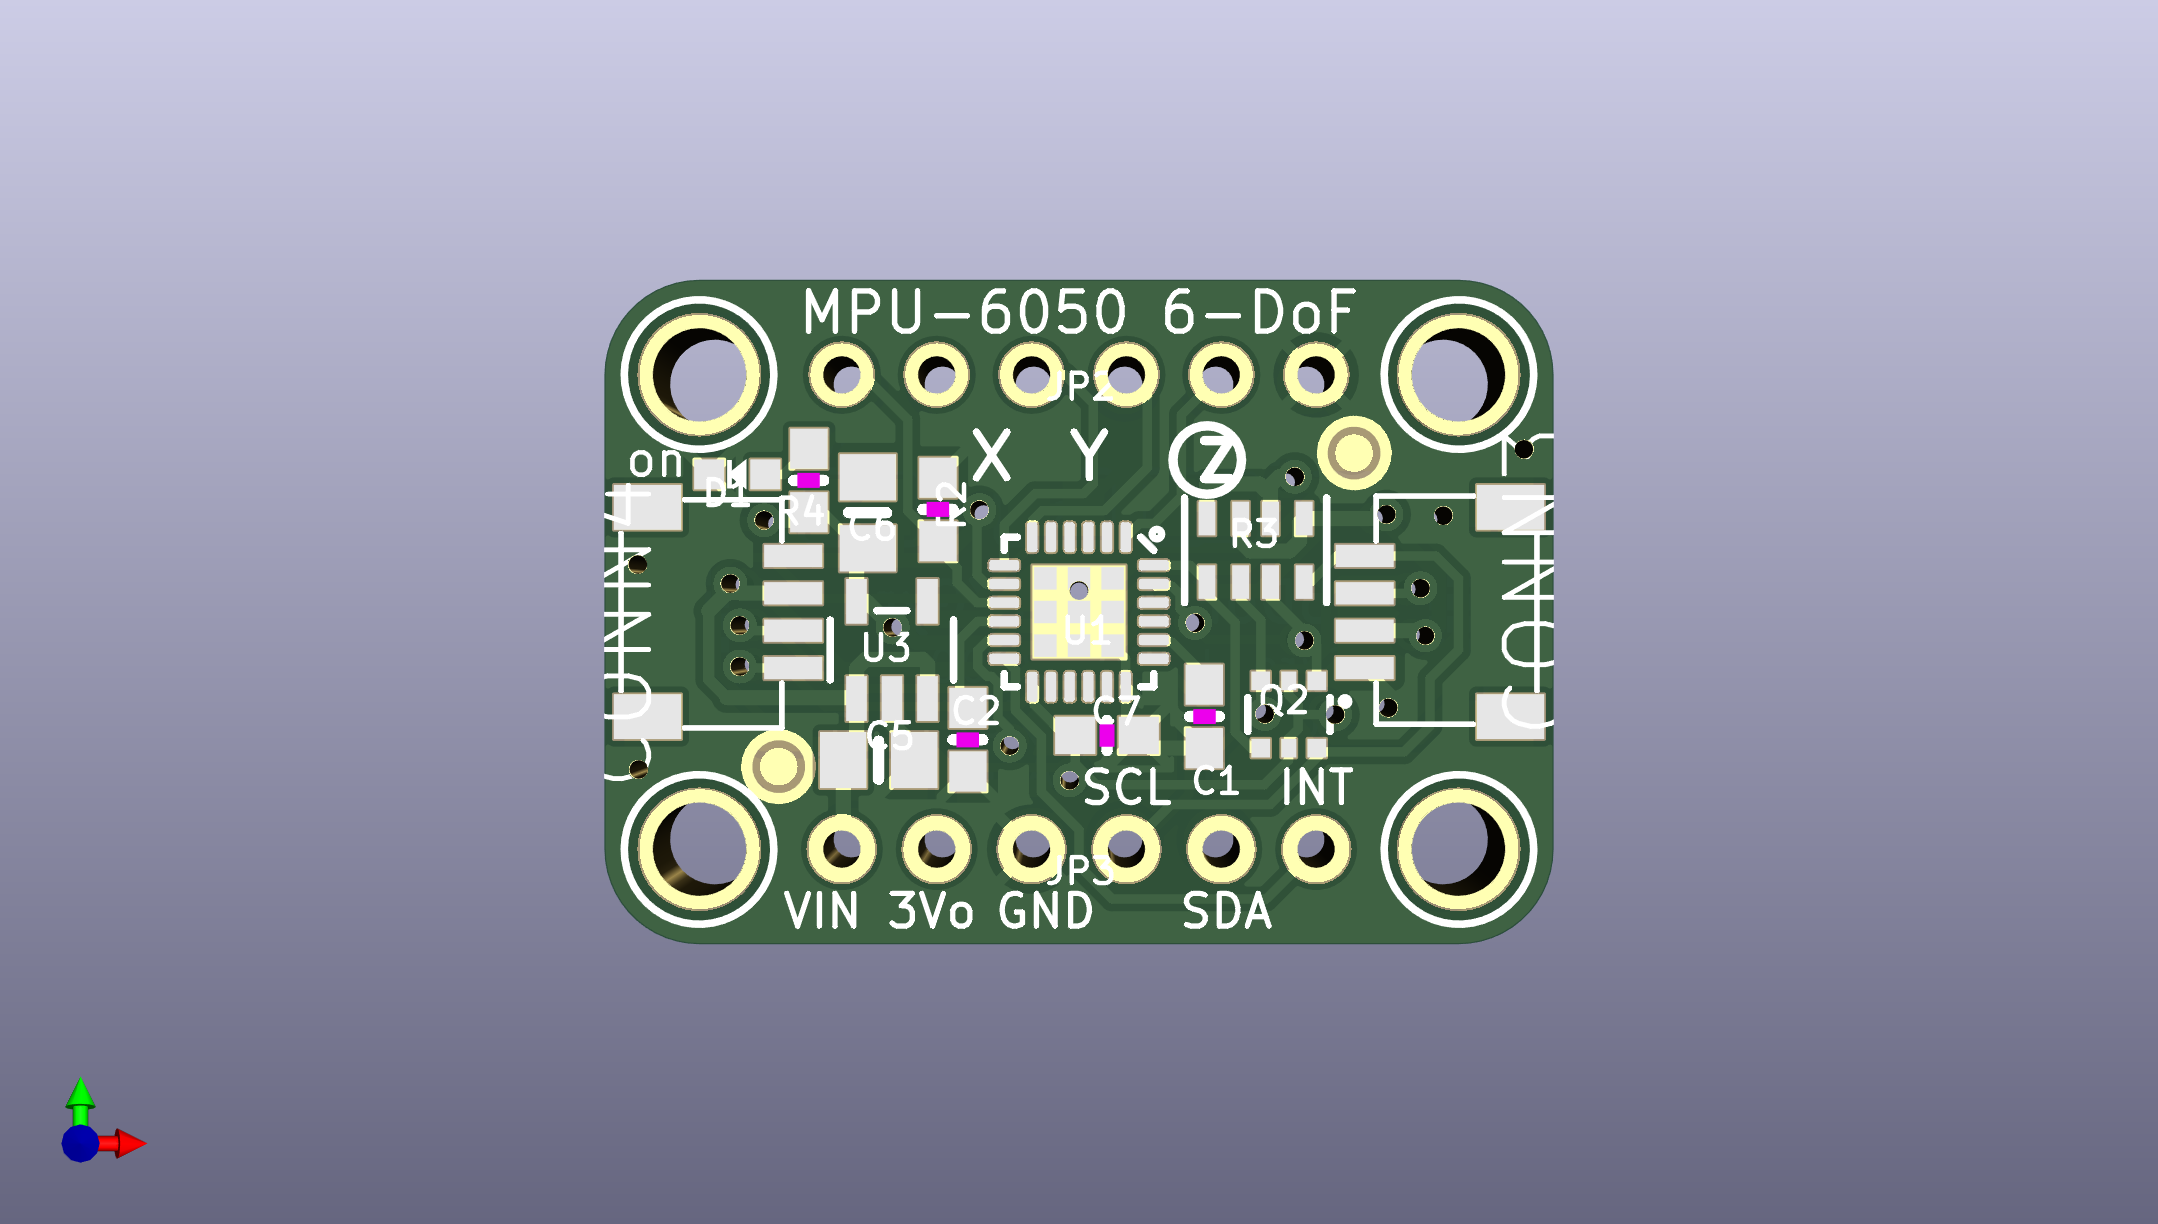 MPU-6050 6-DoF
JP2
X Y Z
on
D1
R4
C6
R2
R3
U1
U3
C2
C7
Q2
C5
SCL
C1
INT
JP3
VIN 3Vo GND SDA